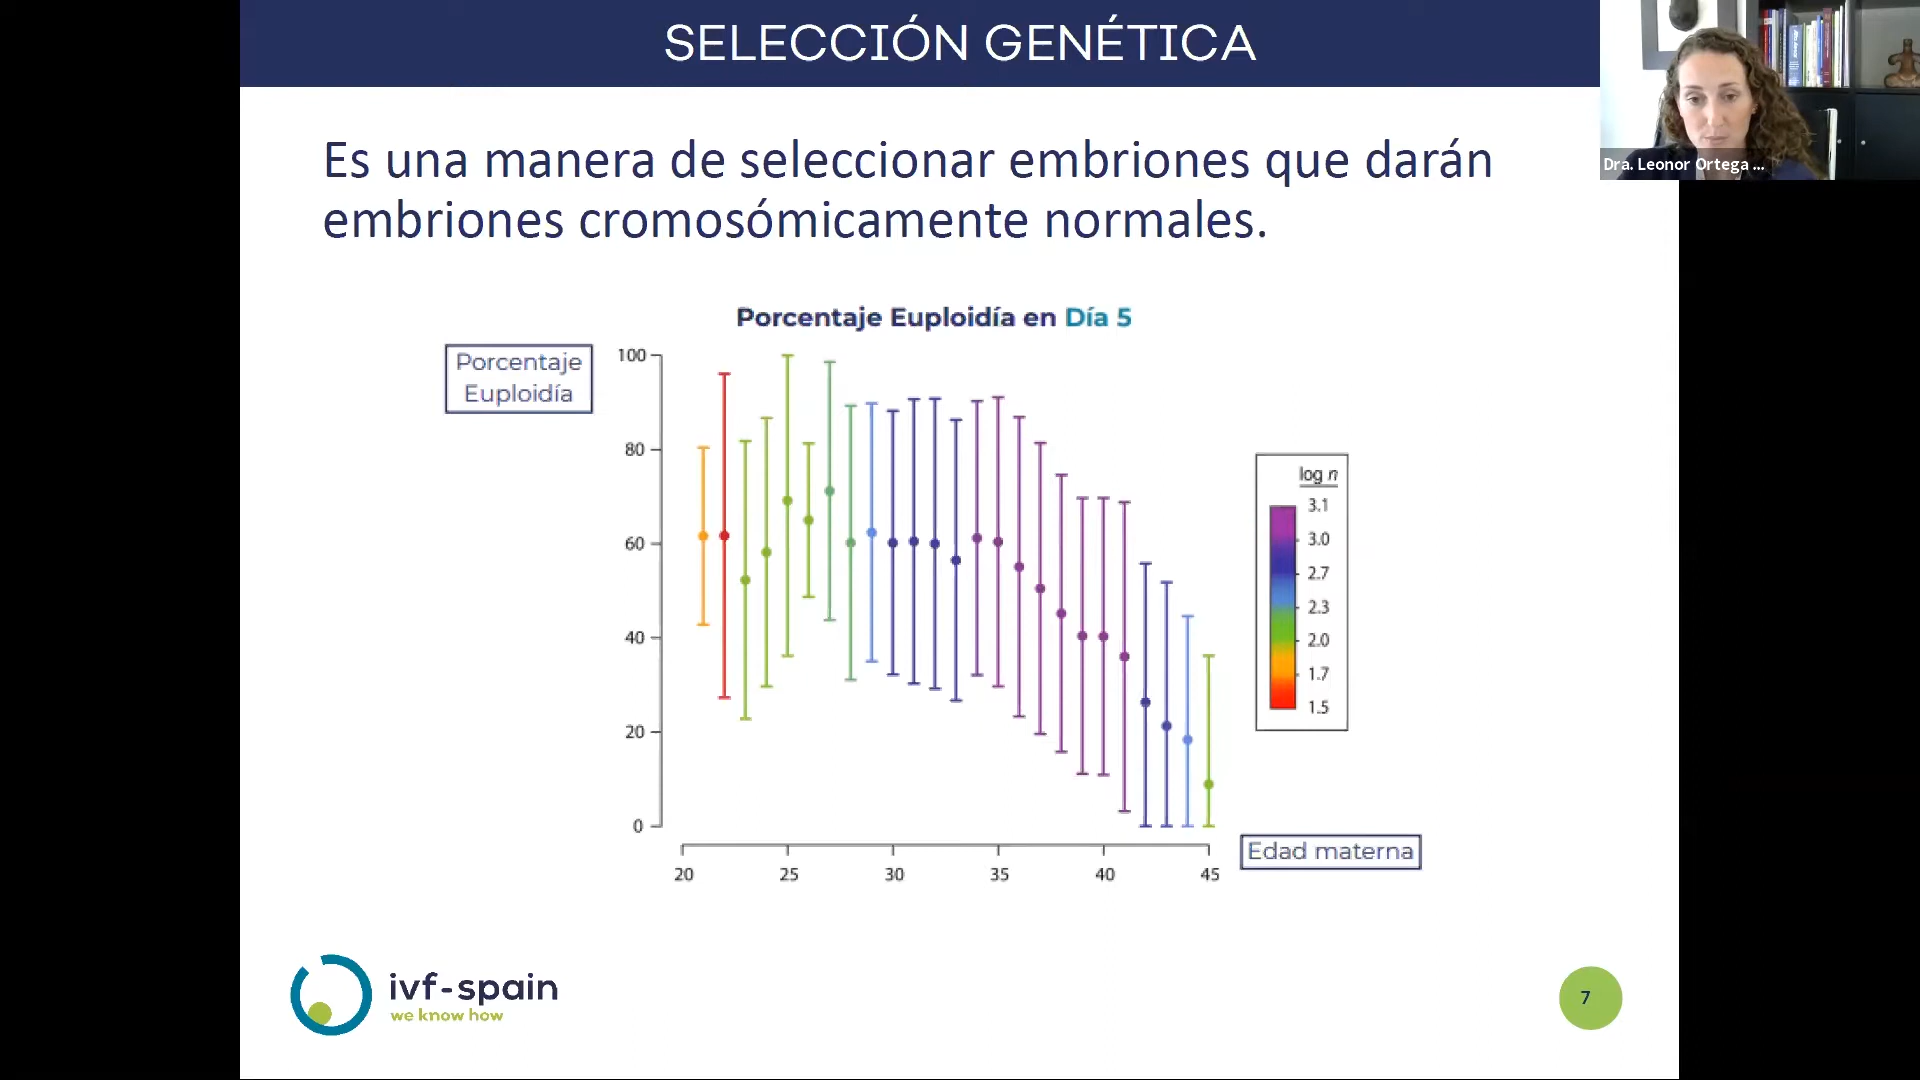 SELECCIÓN GENÉTICA
Dra. Leonor Ortega ...
Es una manera de seleccionar embriones que darán
embriones cromosómicamente normales.
Porcentaje Euploidía en Día 5
Porcentaje
Euploidía
100
80
60
40
20
0
20 25 30 35 40 45
Edad materna
log n
3.1
3.0
2.7
2.3
2.0
1.7
1.5
ivf-spain
we know how
7